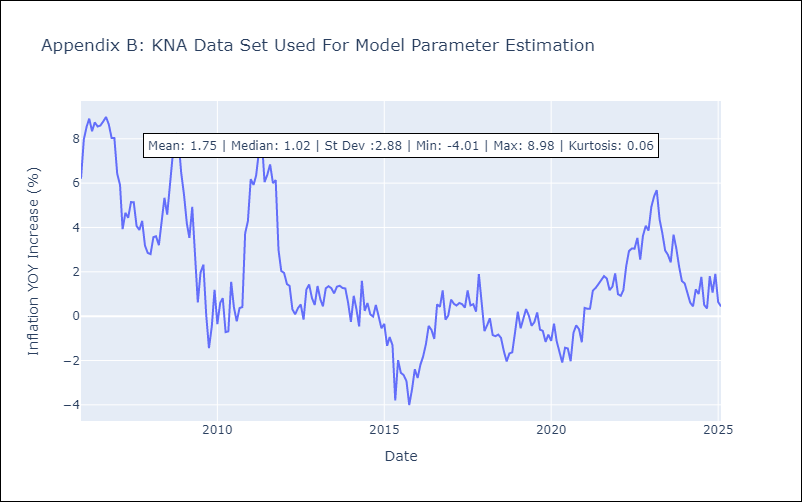 Appendix B: KNA Data Set Used For Model Parameter Estimation
Mean: 1.75 | Median: 1.02 | St Dev :2.88 | Min: -4.01 | Max: 8.98 | Kurtosis: 0.06
Inflation YOY Increase (%)
8
6
4
2
0
−2
−4
2010
2015
2020
2025
Date